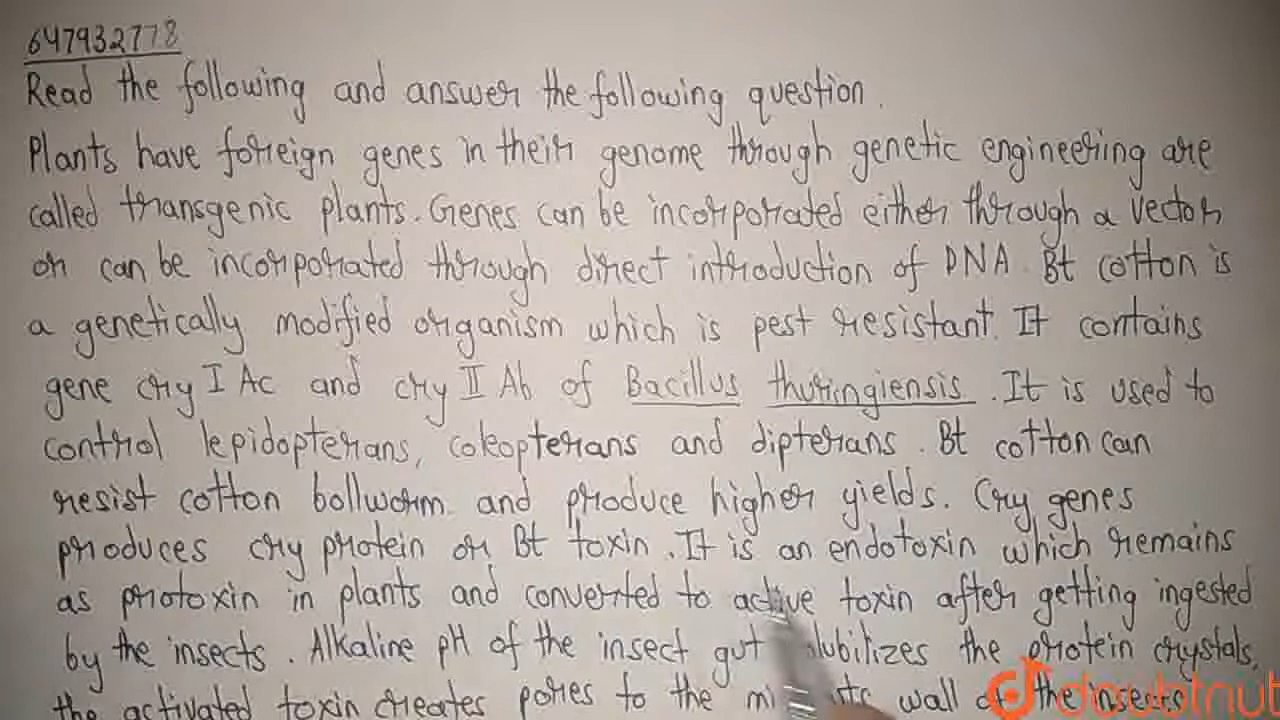 647932778
Read the following and answer the following question.
Plants have foreign genes in their genome through genetic engineering are
called transgenic plants. Genes can be incorporated either through a vector
or can be incorporated through direct introduction of DNA. Bt cotton is
a genetically modified organism which is pest resistant. It contains
gene cry I Ac and cry II Ab of Bacillus thuringiensis. It is used to
control lepidopterans, coleopterans and dipterans. Bt cotton can
resist cotton bollworm and produce higher yields. Cry genes
produces cry protein or Bt toxin. It is an endotoxin which remains
as protoxin in plants and converted to active toxin after getting ingested
by the insects. Alkaline pH of the insect gut the protein crystals,
the activated toxin creates pores to the wall of the insects
doubtnut